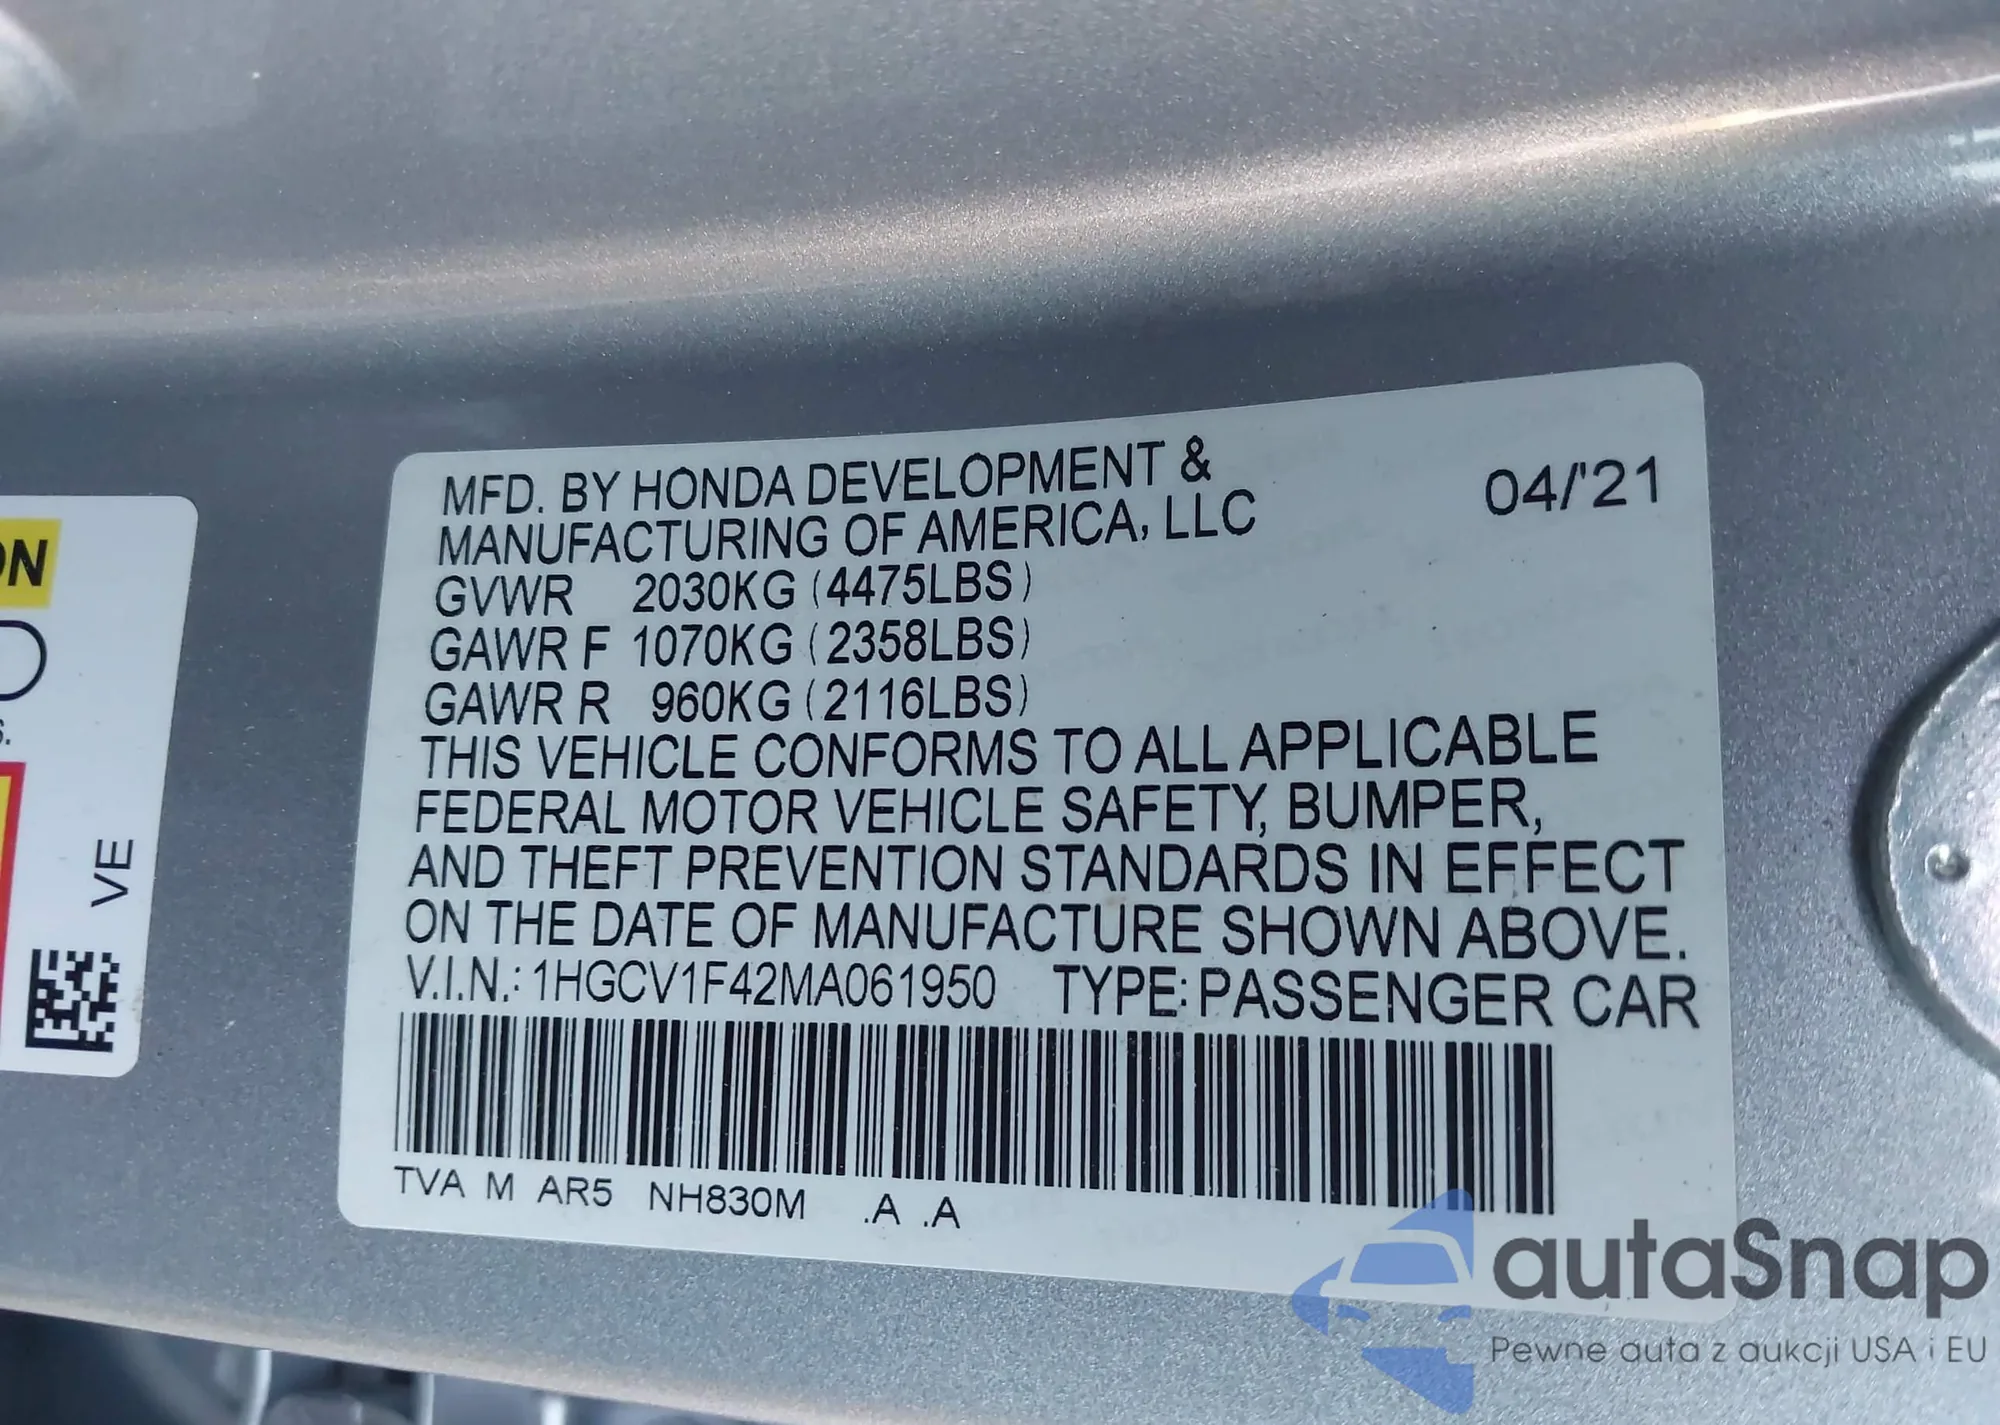 MFD. BY HONDA DEVELOPMENT &
MANUFACTURING OF AMERICA, LLC
04/'21
GVWR 2030KG (4475LBS)
GAWR F 1070KG (2358LBS)
GAWR R 960KG (2116LBS)
THIS VEHICLE CONFORMS TO ALL APPLICABLE
FEDERAL MOTOR VEHICLE SAFETY, BUMPER,
AND THEFT PREVENTION STANDARDS IN EFFECT
ON THE DATE OF MANUFACTURE SHOWN ABOVE.
V.I.N.: 1HGCV1F42MA061950 TYPE: PASSENGER CAR
TVA M AR5 NH830M .A .A
VE
autaSnap
Pewne auta z aukcji USA i EU